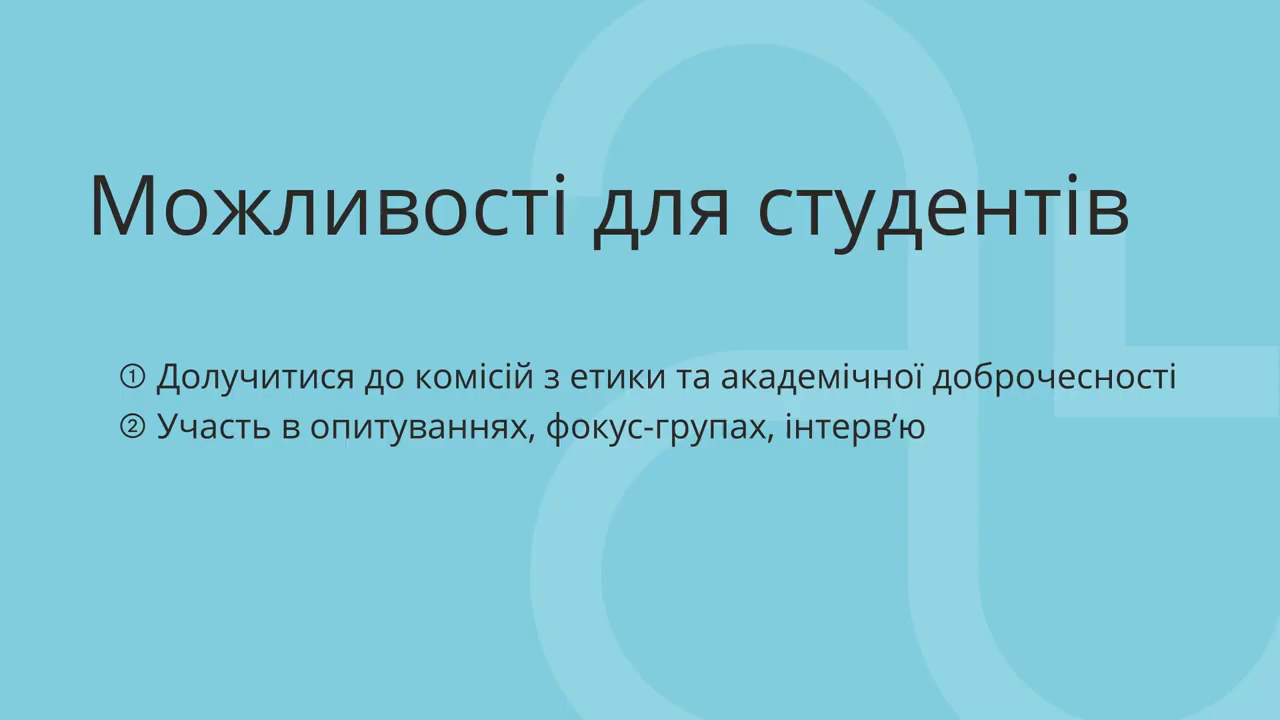 Можливості для студентів
① Долучитися до комісій з етики та академічної доброчесності
② Участь в опитуваннях, фокус-групах, інтерв’ю